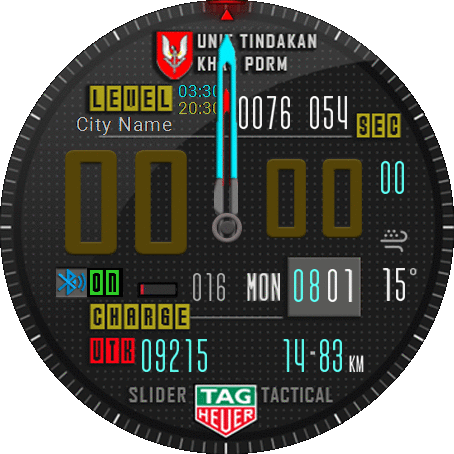 UNIT TINDAKAN
KHAS PDRM
LEVEL 03:30
20:30
0076 054
SEC
City Name
00 00
00
ON
016 MON 08 01 15°
CHARGE
UTK 09215 14-83 KM
SLIDER TAG HEUER TACTICAL